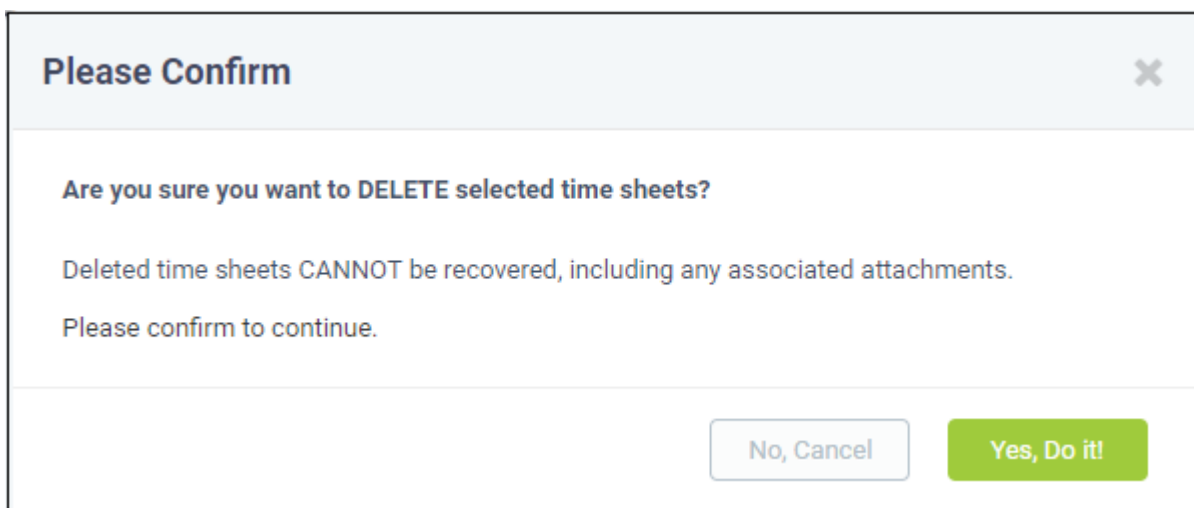 Please Confirm
Are you sure you want to DELETE selected time sheets?
Deleted time sheets CANNOT be recovered, including any associated attachments.
Please confirm to continue.
No, Cancel
Yes, Do it!